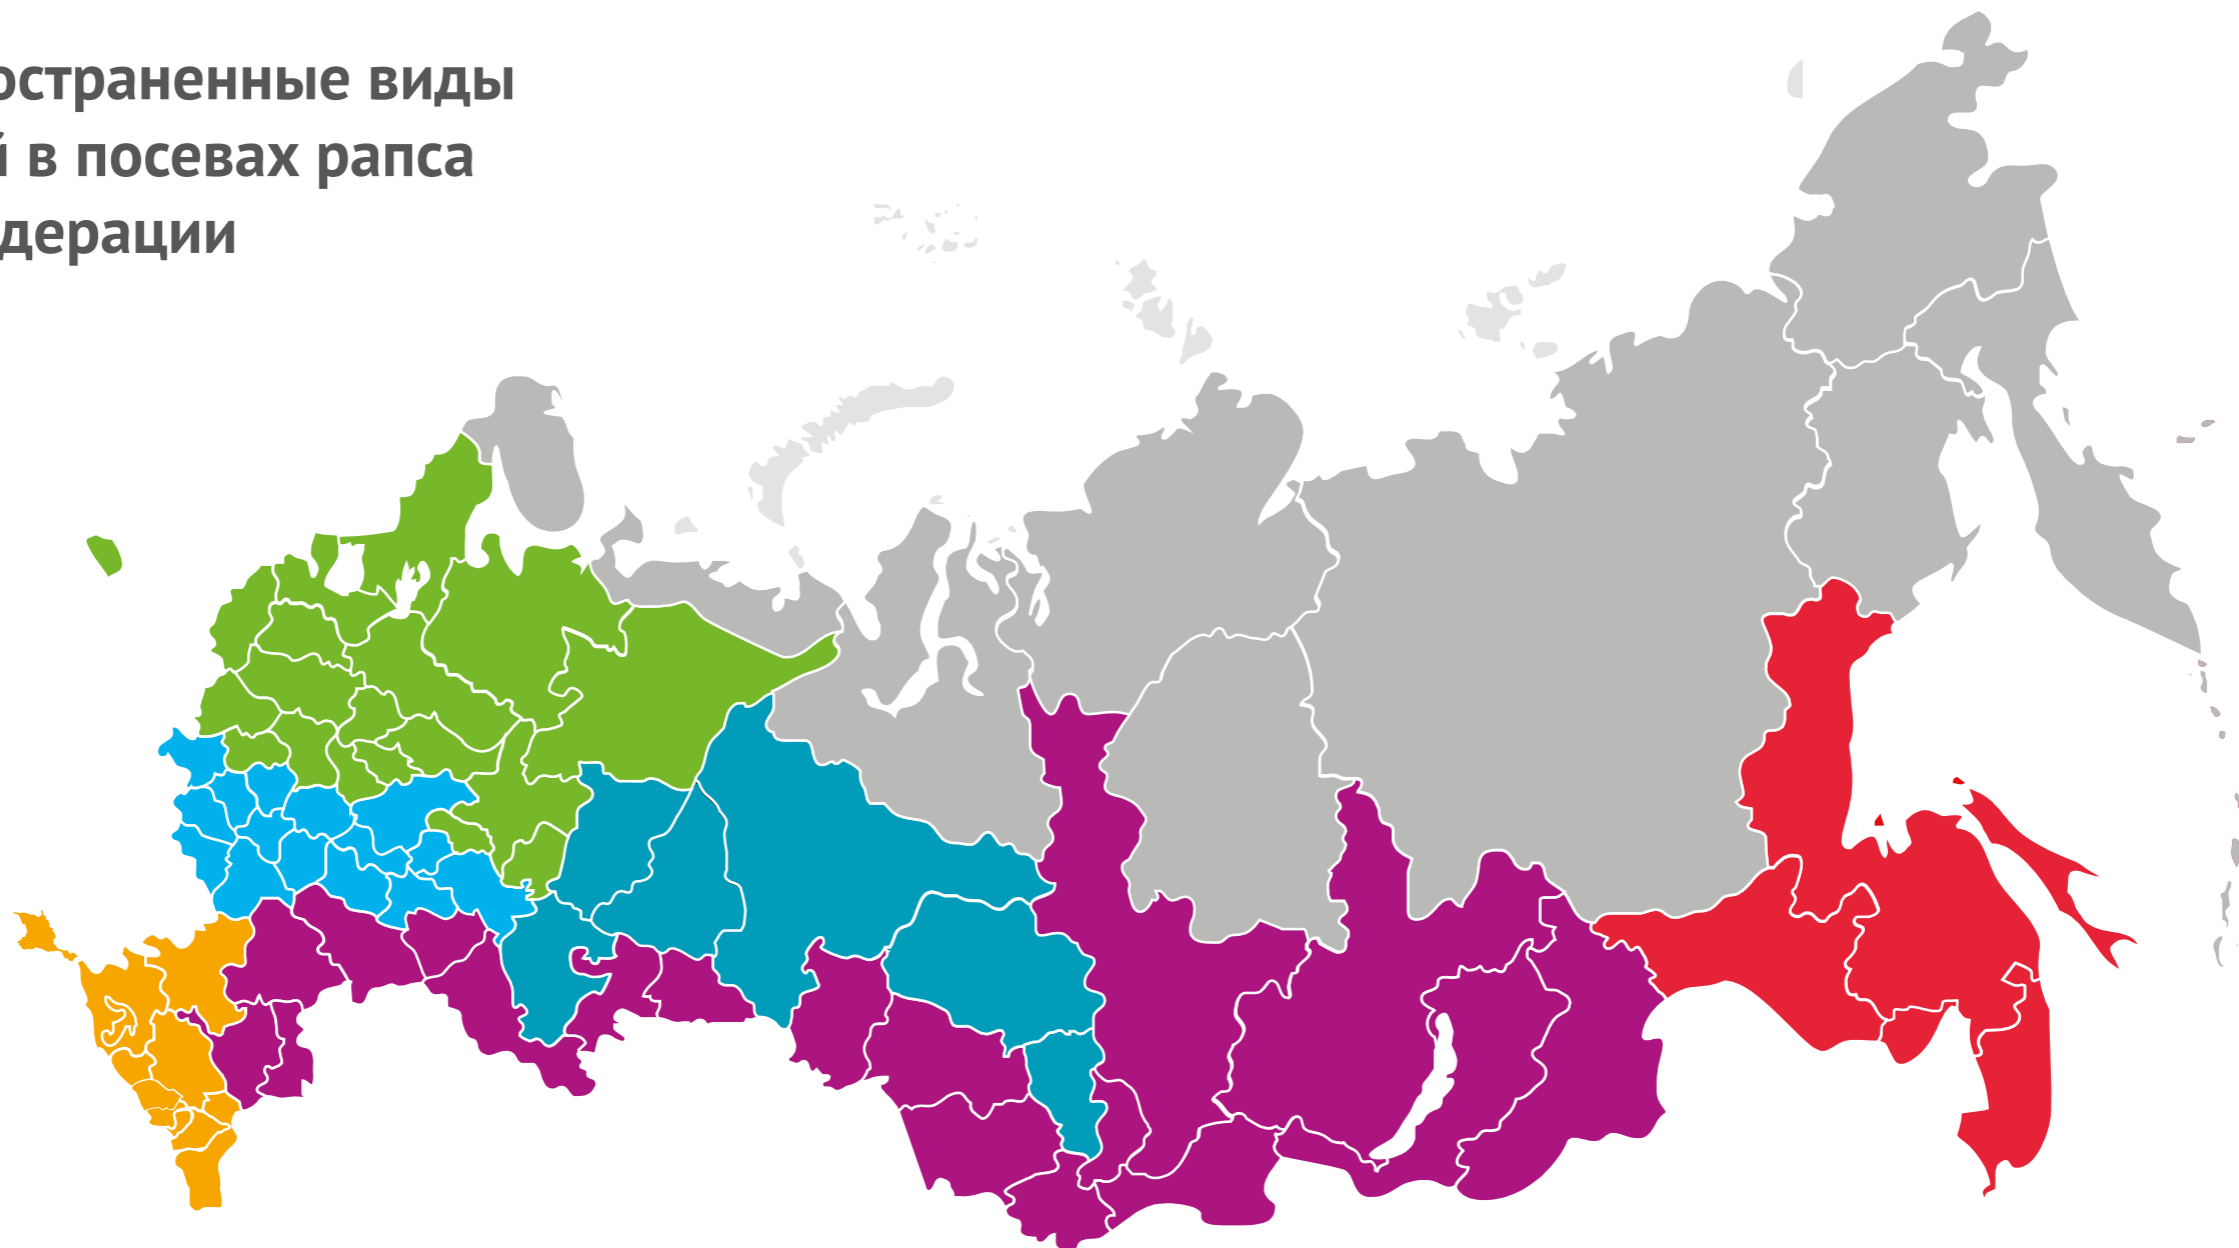 остраненные виды
й в посевах рапса
дерации